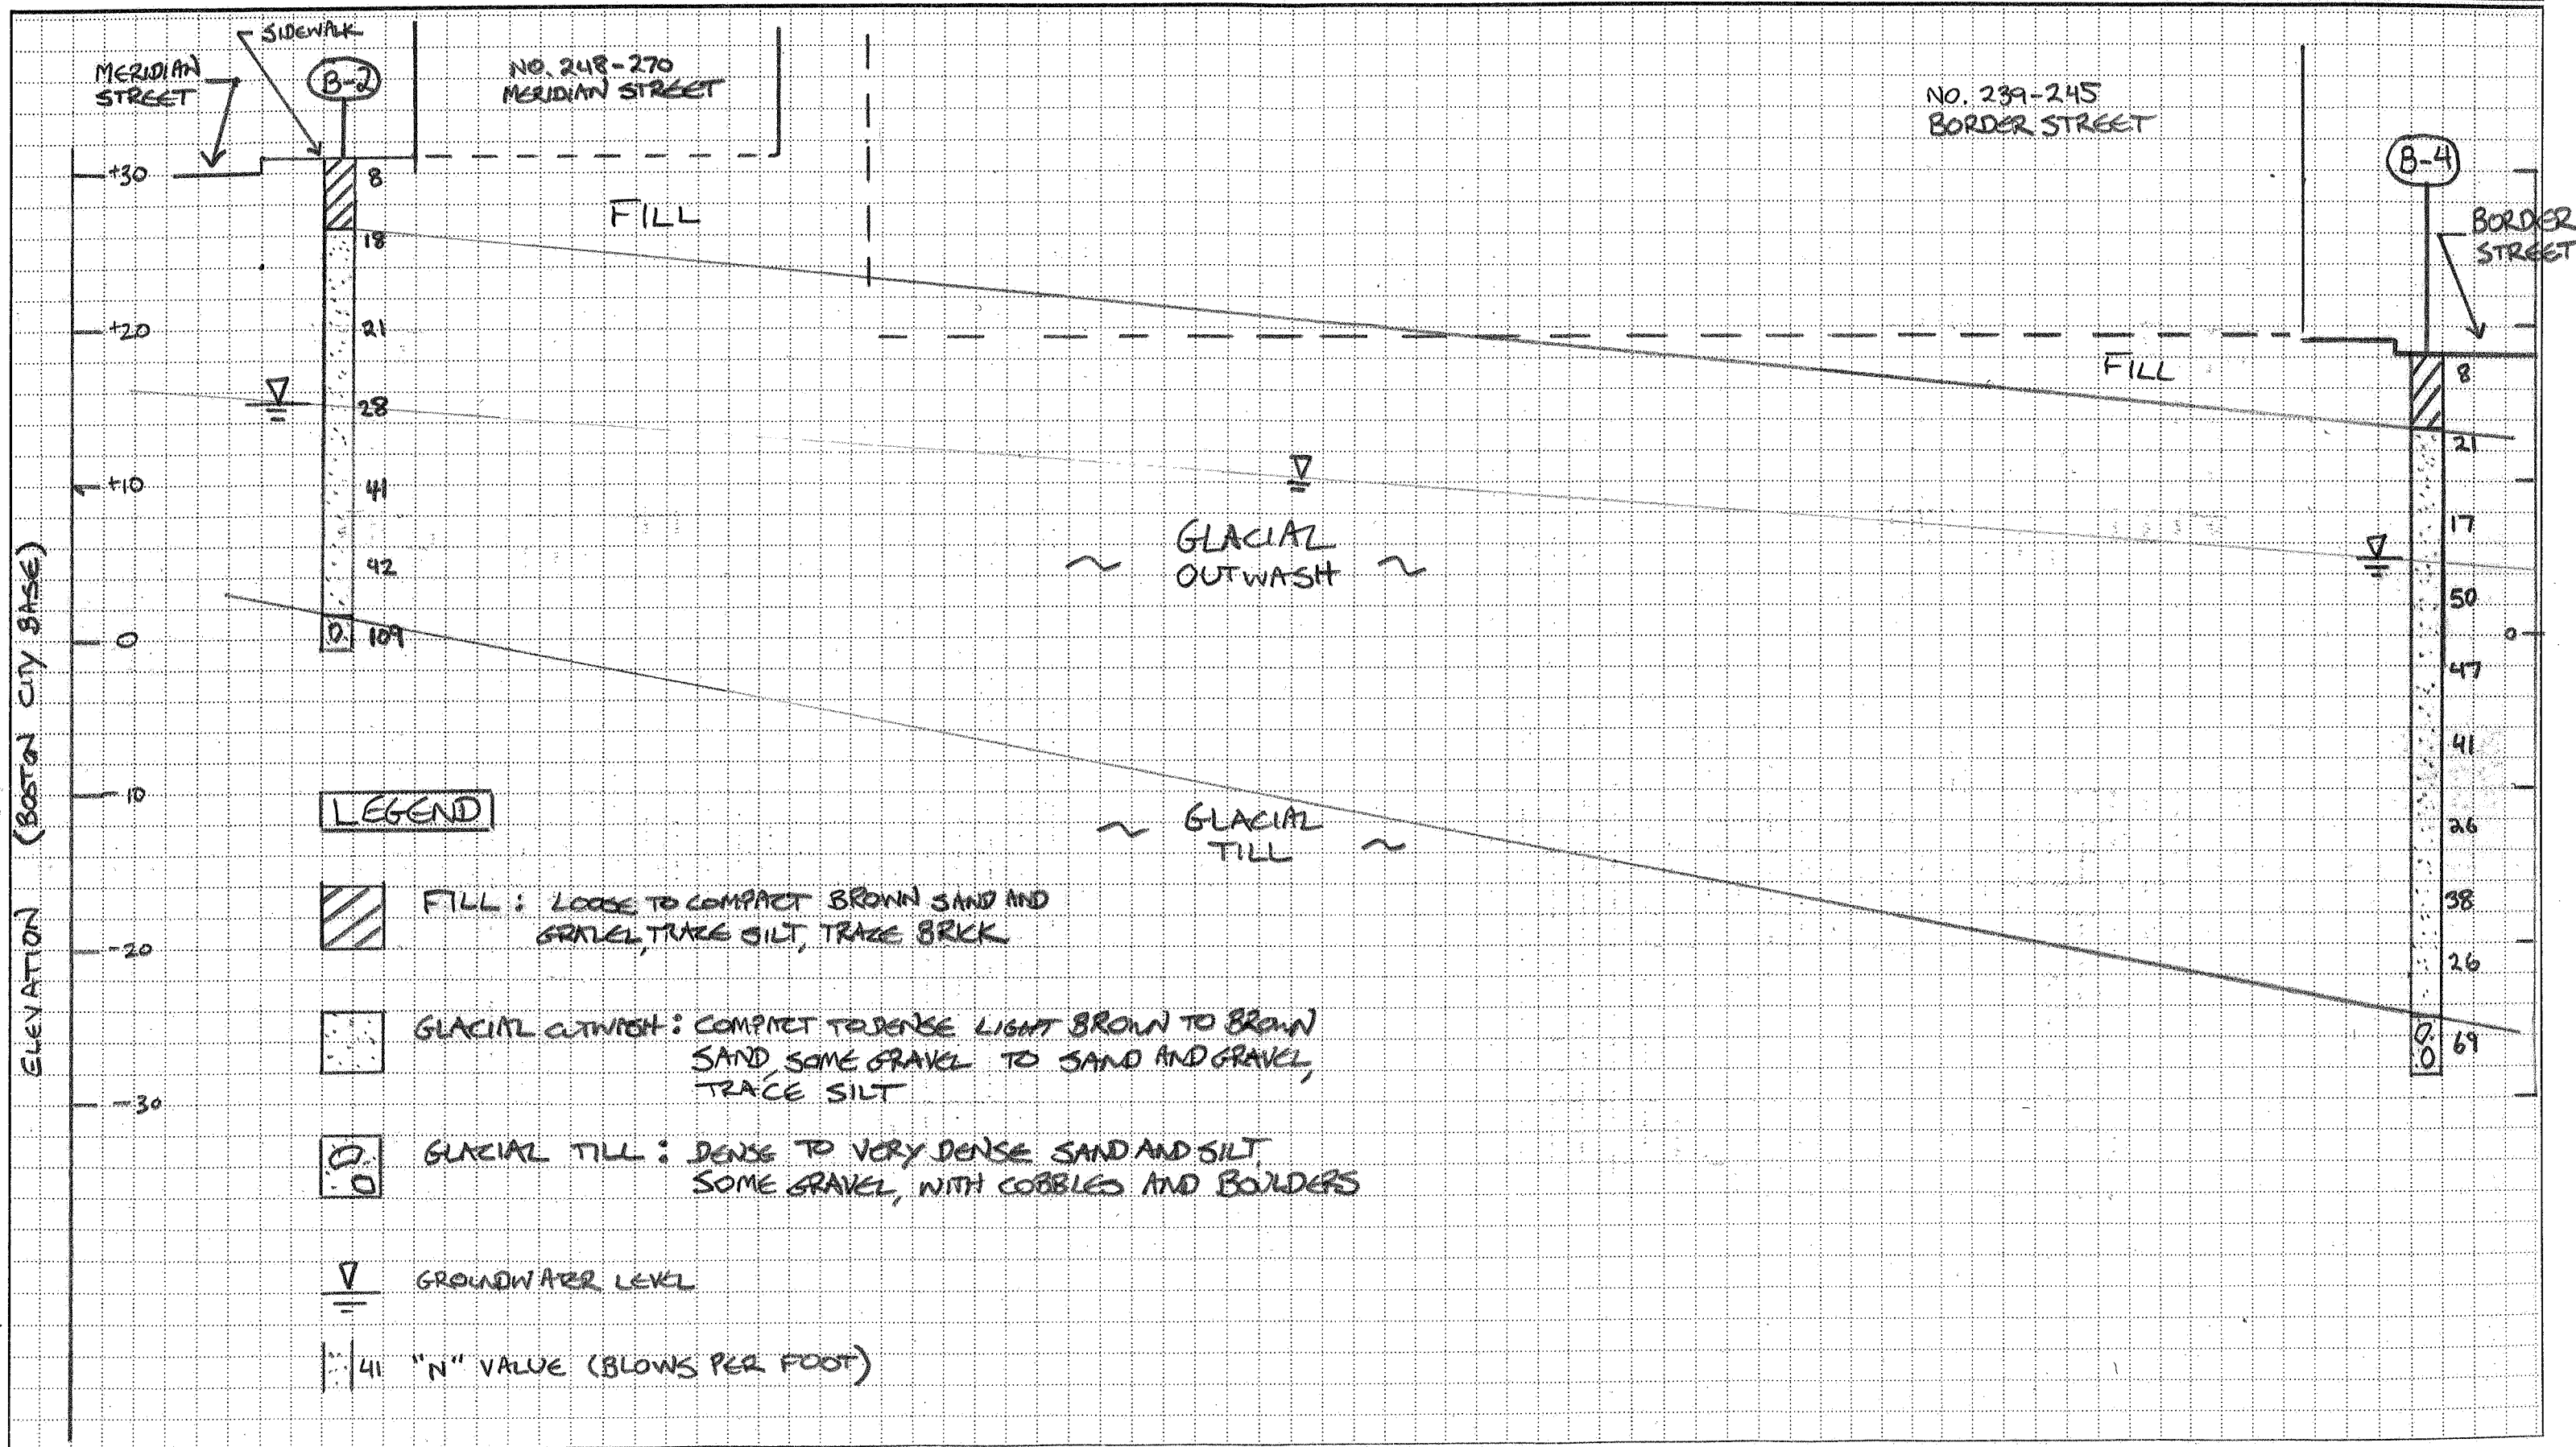 SIDEWALK
MERIDIAN
STREET
B-2
NO. 248-270
MERIDIAN STREET
NO. 239-245
BORDER STREET
B-4
BORDER
STREET
+30
+20
+10
0
-10
-20
-30
ELEVATION (BOSTON CITY BASE)
8
18
21
28
41
42
109
FILL
FILL
GLACIAL
OUTWASH
GLACIAL
TILL
8
21
17
50
47
41
26
38
26
69
0
LEGEND
FILL: LOOSE TO COMPACT BROWN SAND AND
GRAVEL, TRACE SILT, TRACE BRICK
GLACIAL OUTWASH: COMPACT TO DENSE LIGHT BROWN TO BROWN
SAND, SOME GRAVEL TO SAND AND GRAVEL,
TRACE SILT
GLACIAL TILL: DENSE TO VERY DENSE SAND AND SILT,
SOME GRAVEL, WITH COBBLES AND BOULDERS
GROUNDWATER LEVEL
41 "N" VALUE (BLOWS PER FOOT)